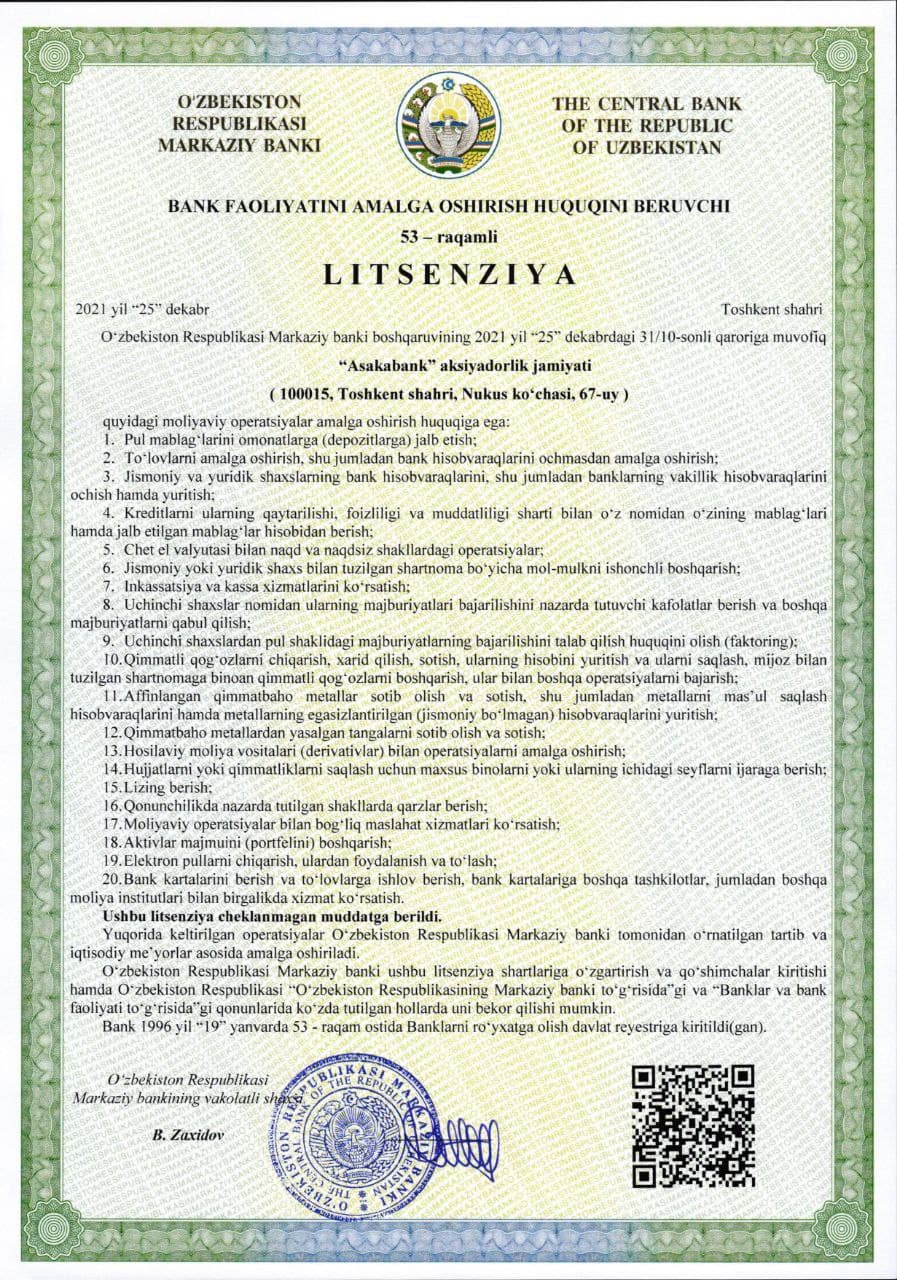 O'ZBEKISTON
RESPUBLIKASI
MARKAZIY BANKI
THE CENTRAL BANK
OF THE REPUBLIC
OF UZBEKISTAN
BANK FAOLIYATINI AMALGA OSHIRISH HUQUQINI BERUVCHI
53 – raqamli
LITSENZIYA
2021 yil “25” dekabr
Toshkent shahri
O‘zbekiston Respublikasi Markaziy banki boshqaruvining 2021 yil “25” dekabrdagi 31/10-sonli qaroriga muvofiq
“Asakabank” aksiyadorlik jamiyati
( 100015, Toshkent shahri, Nukus ko‘chasi, 67-uy )
quyidagi moliyaviy operatsiyalar amalga oshirish huquqiga ega:
1. Pul mablag‘larini omonatlarga (depozitlarga) jalb etish;
2. To‘lovlarni amalga oshirish, shu jumladan bank hisobvaraqlarini ochmasdan amalga oshirish;
3. Jismoniy va yuridik shaxslarning bank hisobvaraqlarini, shu jumladan banklarning vakillik hisobvaraqlarini
ochish hamda yuritish;
4. Kreditlarni ularning qaytarilishi, foizliligi va muddatliligi sharti bilan o‘z nomidan o‘zining mablag‘lari
hamda jalb etilgan mablag‘lar hisobidan berish;
5. Chet el valyutasi bilan naqd va naqdsiz shakllardagi operatsiyalar;
6. Jismoniy yoki yuridik shaxs bilan tuzilgan shartnoma bo‘yicha mol-mulkni ishonchli boshqarish;
7. Inkassatsiya va kassa xizmatlarini ko‘rsatish;
8. Uchinchi shaxslar nomidan ularning majburiyatlari bajarilishini nazarda tutuvchi kafolatlar berish va boshqa
majburiyatlarni qabul qilish;
9. Uchinchi shaxslardan pul shaklidagi majburiyatlarning bajarilishini talab qilish huquqini olish (faktoring);
10.Qimmatli qog‘ozlarni chiqarish, xarid qilish, sotish, ularning hisobini yuritish va ularni saqlash, mijoz bilan
tuzilgan shartnomaga binoan qimmatli qog‘ozlarni boshqarish, ular bilan boshqa operatsiyalarni bajarish;
11.Affinlangan qimmatbaho metallar sotib olish va sotish, shu jumladan metallarni mas’ul saqlash
hisobvaraqlarini hamda metallarning egasizlantirilgan (jismoniy bo‘lmagan) hisobvaraqlarini yuritish;
12.Qimmatbaho metallardan yasalgan tangalarni sotib olish va sotish;
13.Hosilaviy moliya vositalari (derivativlar) bilan operatsiyalarni amalga oshirish;
14.Hujjatlarni yoki qimmatliklarni saqlash uchun maxsus binolarni yoki ularning ichidagi seyflarni ijaraga berish;
15.Lizing berish;
16.Qonunchilikda nazarda tutilgan shakllarda qarzlar berish;
17.Moliyaviy operatsiyalar bilan bog‘liq maslahat xizmatlari ko‘rsatish;
18.Aktivlar majmuini (portfelini) boshqarish;
19.Elektron pullarni chiqarish, ulardan foydalanish va to‘lash;
20.Bank kartalarini berish va to‘lovlarga ishlov berish, bank kartalariga boshqa tashkilotlar, jumladan boshqa
moliya institutlari bilan birgalikda xizmat ko‘rsatish.
Ushbu litsenziya cheklanmagan muddatga berildi.
Yuqorida keltirilgan operatsiyalar O‘zbekiston Respublikasi Markaziy banki tomonidan o‘rnatilgan tartib va
iqtisodiy me’yorlar asosida amalga oshiriladi.
O‘zbekiston Respublikasi Markaziy banki ushbu litsenziya shartlariga o‘zgartirish va qo‘shimchalar kiritishi
hamda O‘zbekiston Respublikasi “O‘zbekiston Respublikasining Markaziy banki to‘g‘risida”gi va “Banklar va bank
faoliyati to‘g‘risida”gi qonunlarida ko‘zda tutilgan hollarda uni bekor qilishi mumkin.
Bank 1996 yil “19” yanvarda 53 - raqam ostida Banklarni ro‘yxatga olish davlat reyestriga kiritildi(gan).
O‘zbekiston Respublikasi
Markaziy bankining vakolatli shaxsi
B. Zaxidov
O'ZBEKISTON RESPUBLIKASI MARKAZIY BANKI
THE CENTRAL BANK OF THE REPUBLIC OF UZBEKISTAN